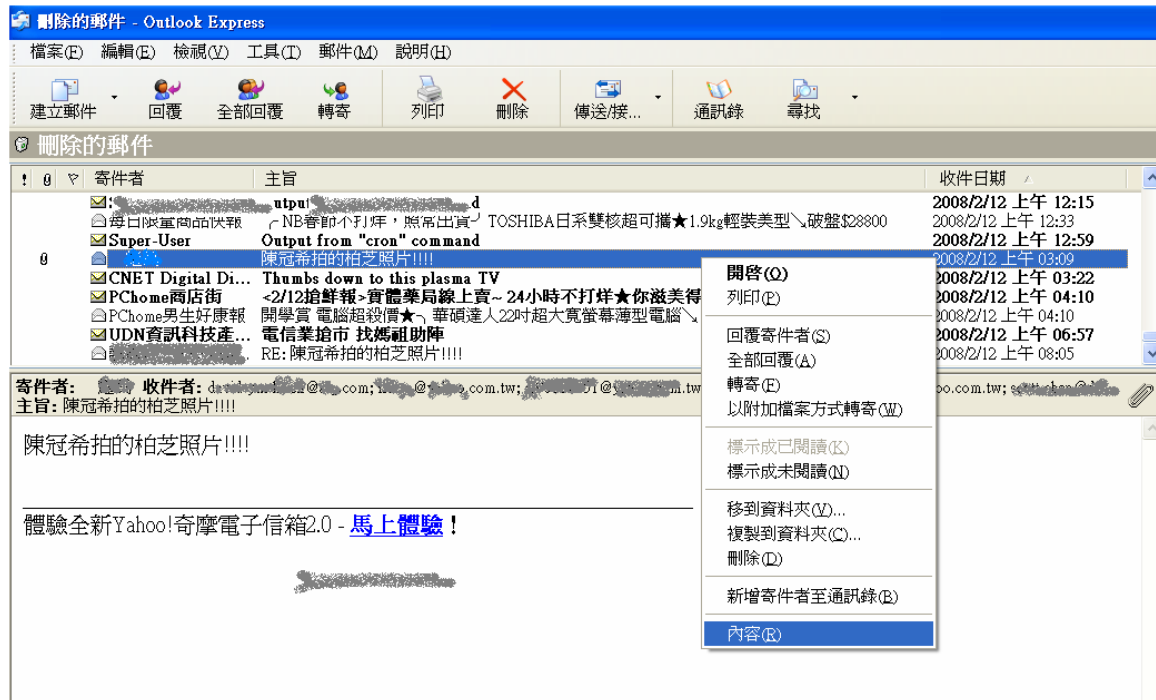 刪除的郵件 - Outlook Express
檔案(F) 編輯(E) 檢視(V) 工具(T) 郵件(M) 說明(H)
建立郵件 回覆 全部回覆 轉寄 列印 刪除 傳送/接... 通訊錄 尋找
刪除的郵件
! 寄件者 主旨 收件日期
utput d 2008/2/12 上午 12:15
每日限量商品快報 ╭NB春節不打烊，照常出貨╯ TOSHIBA日系雙核超可攜★1.9kg輕裝美型↘破盤$28800 2008/2/12 上午 12:33
Super-User Output from "cron" command 2008/2/12 上午 12:59
陳冠希拍的柏芝照片!!!! 2008/2/12 上午 03:09
CNET Digital Di... Thumbs down to this plasma TV 2008/2/12 上午 03:22
PChome商店街 <2/12搶鮮報>實體藥局線上賣~ 24小時不打烊★你滋美得 2008/2/12 上午 04:10
PChome男生好康報 開學賞 電腦超殺價★╮華碩達人22吋超大寬螢幕薄型電腦↘ 2008/2/12 上午 04:10
UDN資訊科技產... 電信業搶市 找媽祖助陣 2008/2/12 上午 06:57
RE: 陳冠希拍的柏芝照片!!!! 2008/2/12 上午 08:05
寄件者: 收件者: com; com.tw; m.tw oo.com.tw;
主旨: 陳冠希拍的柏芝照片!!!!
陳冠希拍的柏芝照片!!!!
體驗全新Yahoo!奇摩電子信箱2.0 - 馬上體驗！
開啓(O)
列印(P)
回覆寄件者(S)
全部回覆(A)
轉寄(F)
以附加檔案方式轉寄(W)
標示成已閱讀(K)
標示成未閱讀(N)
移到資料夾(V)...
複製到資料夾(C)...
刪除(D)
新增寄件者至通訊錄(B)
內容(R)